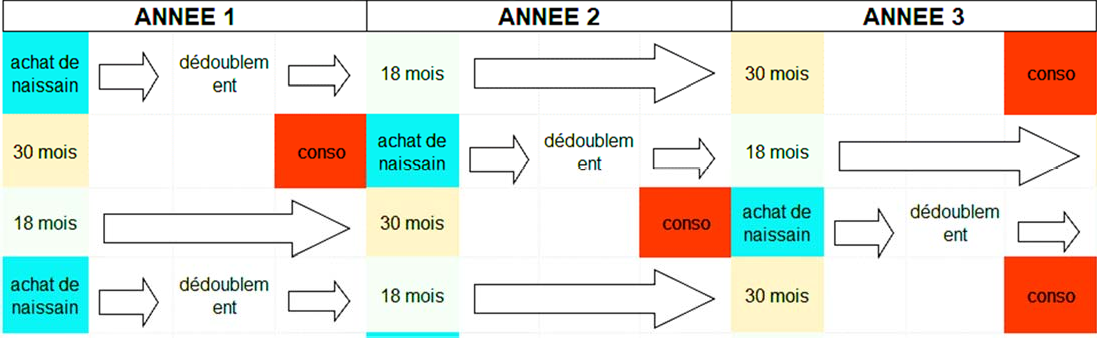 ANNEE 1 ANNEE 2 ANNEE 3
achat de
naissain
dédoublem
ent
18 mois
30 mois
conso
30 mois
conso
achat de
naissain
dédoublem
ent
18 mois
18 mois
30 mois
conso
achat de
naissain
dédoublem
ent
achat de
naissain
dédoublem
ent
18 mois
30 mois
conso